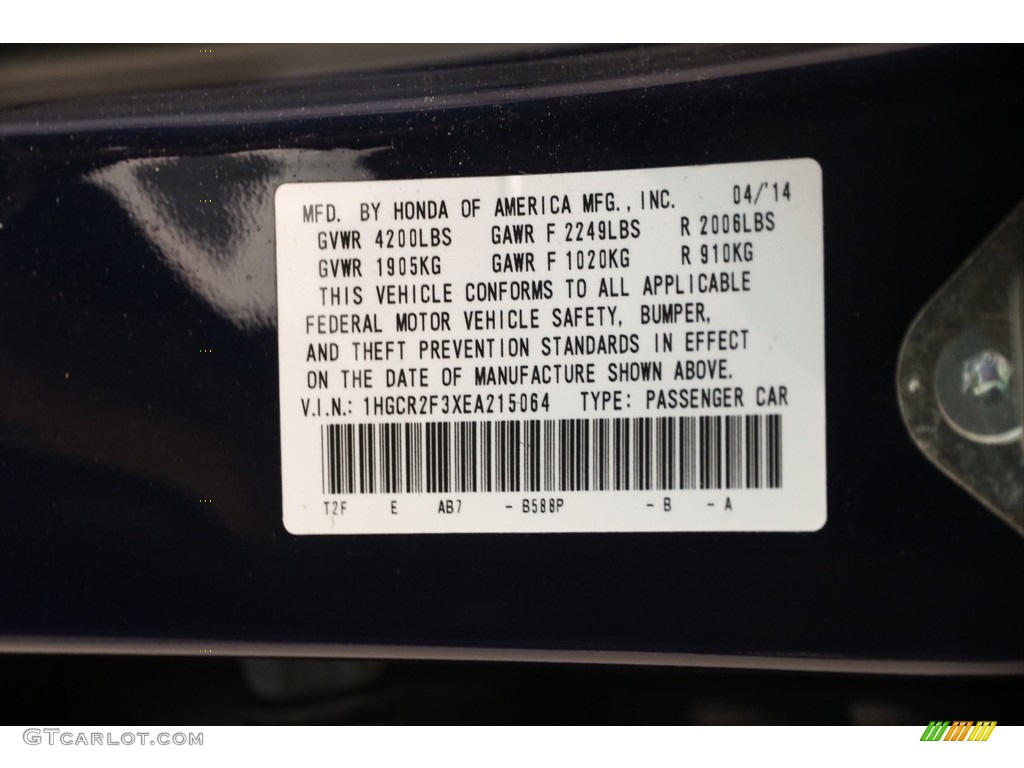 MFD. BY HONDA OF AMERICA MFG., INC. 04/'14
GVWR 4200LBS GAWR F 2249LBS R 2006LBS
GVWR 1905KG GAWR F 1020KG R 910KG
THIS VEHICLE CONFORMS TO ALL APPLICABLE
FEDERAL MOTOR VEHICLE SAFETY, BUMPER,
AND THEFT PREVENTION STANDARDS IN EFFECT
ON THE DATE OF MANUFACTURE SHOWN ABOVE.
V.I.N.: 1HGCR2F3XEA215064 TYPE: PASSENGER CAR
T2F E AB7 - B588P - B - A
GTCarlot.com